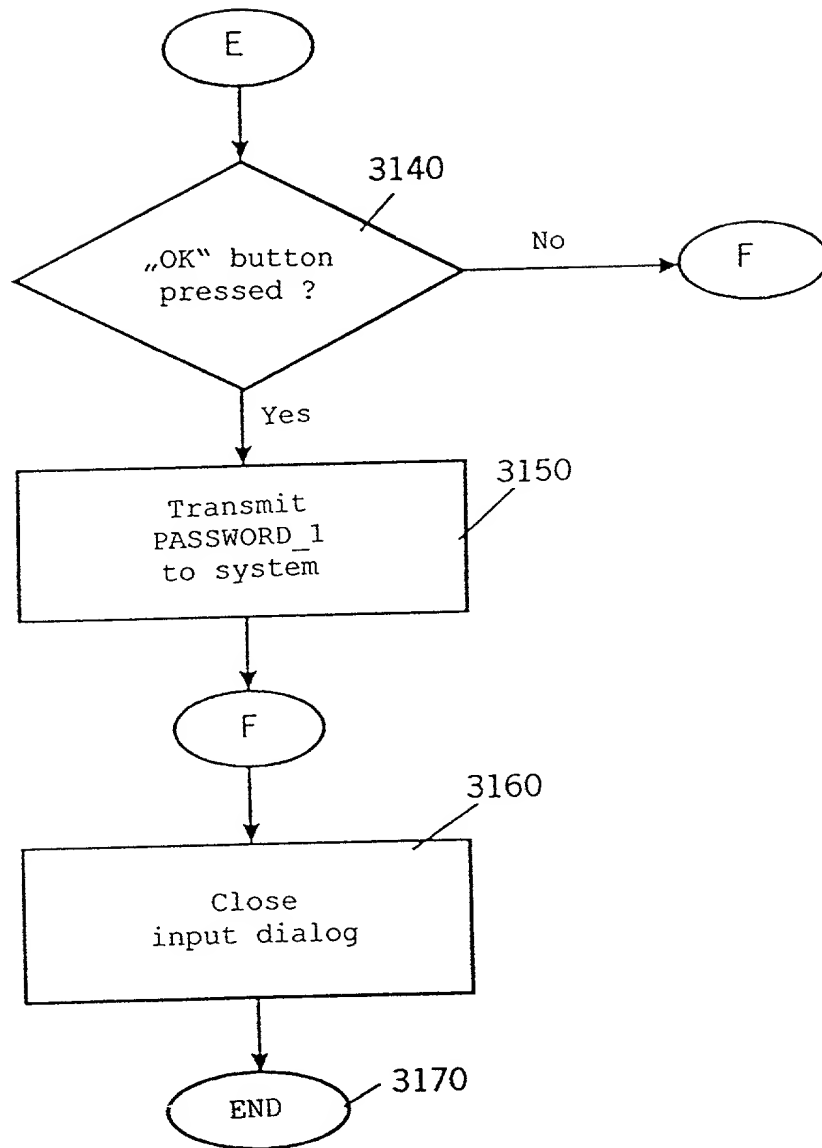 E
3140
„OK“ button
pressed ?
No
F
Yes
3150
Transmit
PASSWORD_1
to system
F
3160
Close
input dialog
END
3170